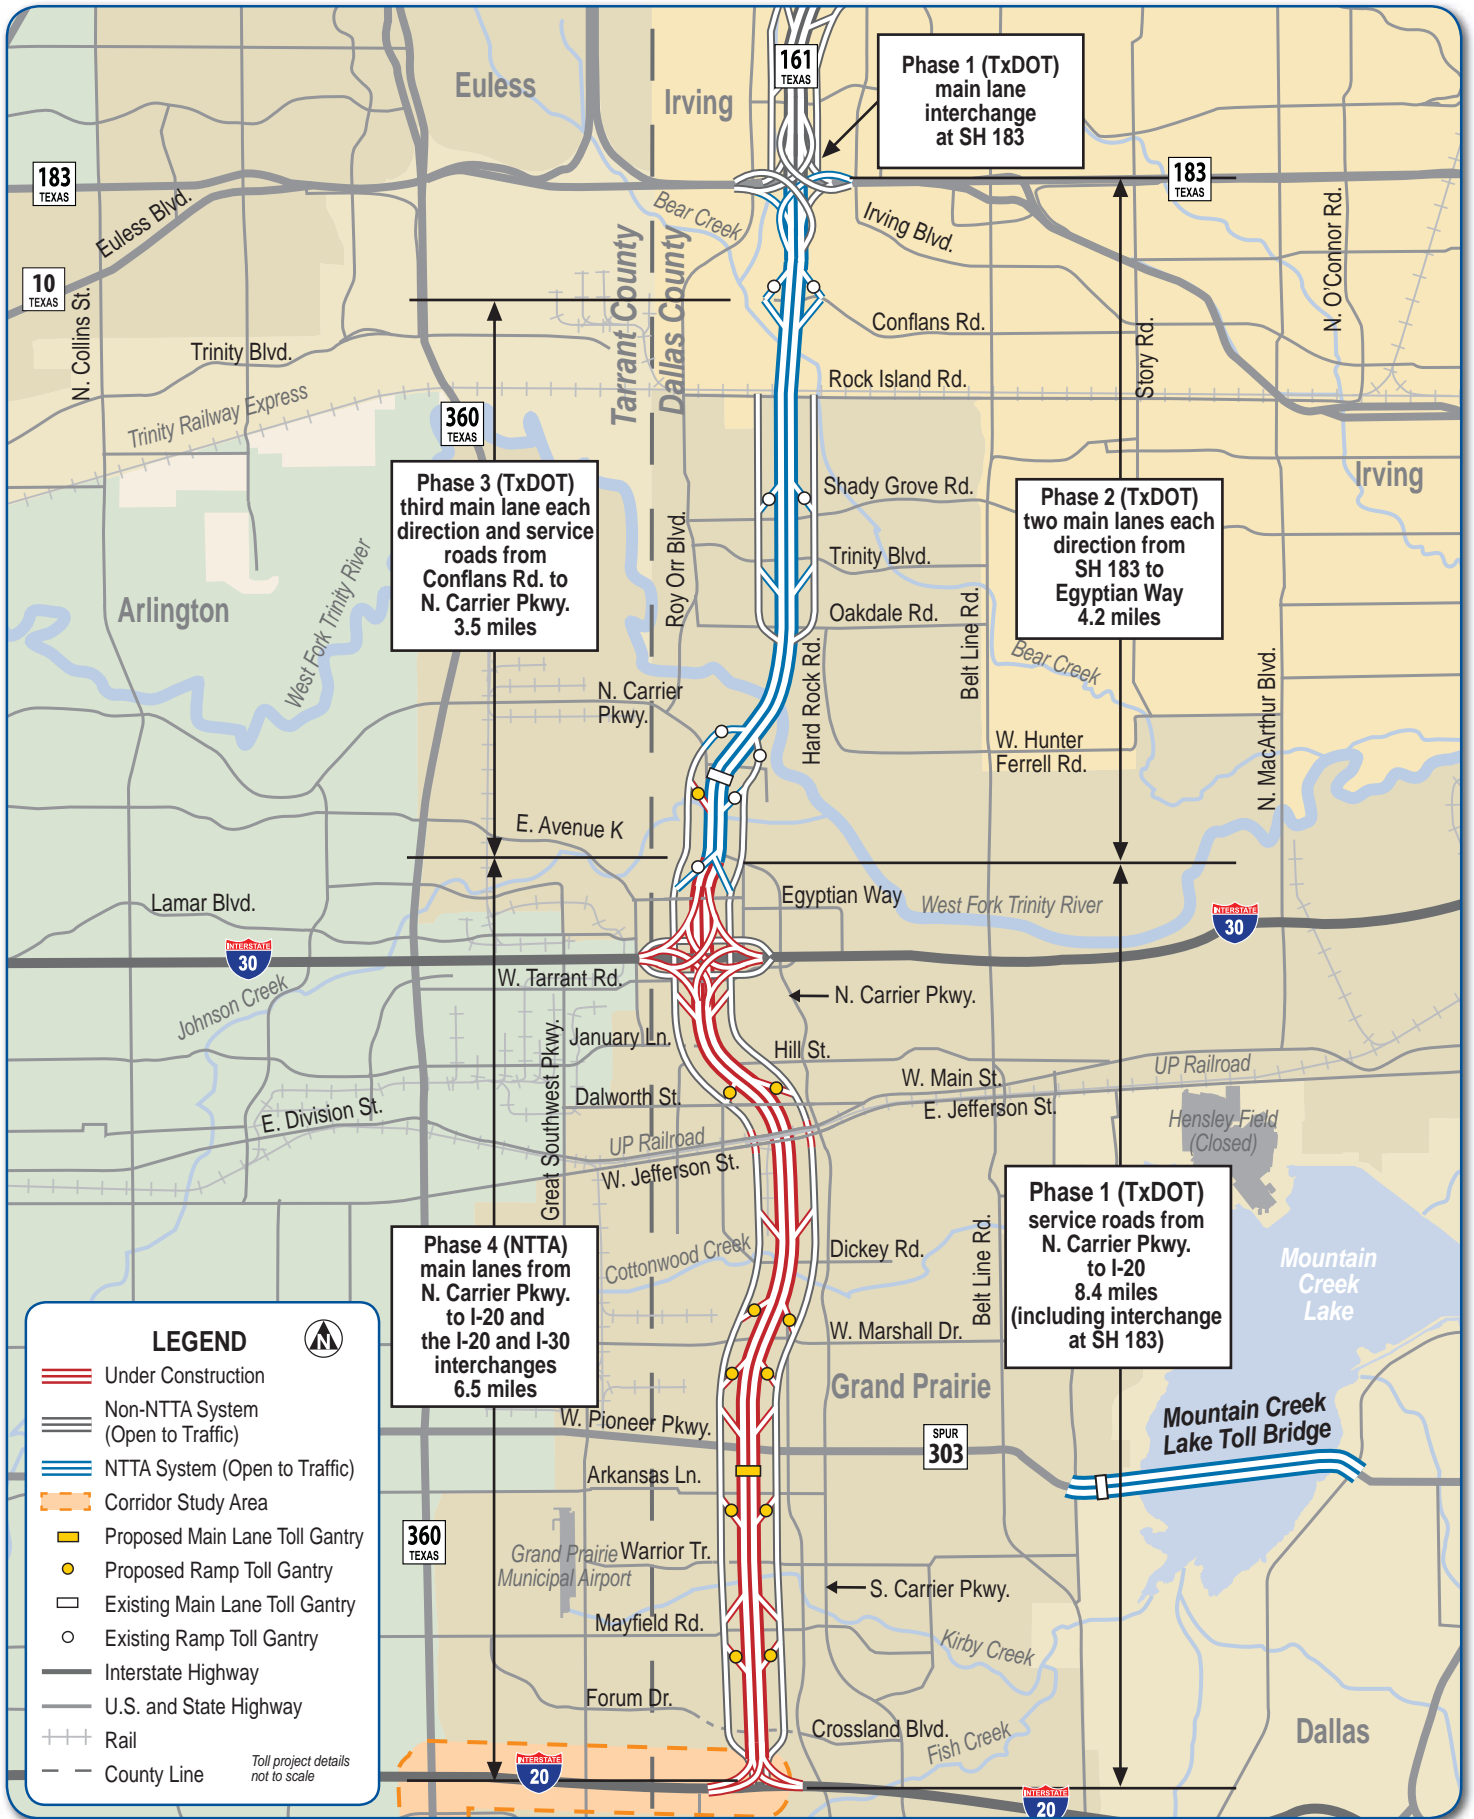 161
TEXAS
Phase 1 (TxDOT)
main lane
interchange
at SH 183
Euless
Irving
183
TEXAS
183
TEXAS
Euless Blvd.
Bear Creek
Irving Blvd.
N. O'Connor Rd.
10
TEXAS
N. Collins St.
Tarrant County
Dallas County
Conflans Rd.
Story Rd.
Trinity Blvd.
Rock Island Rd.
Trinity Railway Express
360
TEXAS
Phase 3 (TxDOT)
third main lane each
direction and service
roads from
Conflans Rd. to
N. Carrier Pkwy.
3.5 miles
Shady Grove Rd.
Irving
Phase 2 (TxDOT)
two main lanes each
direction from
SH 183 to
Egyptian Way
4.2 miles
Roy Orr Blvd.
Trinity Blvd.
Arlington
West Fork Trinity River
Oakdale Rd.
Belt Line Rd.
Bear Creek
Hard Rock Rd.
N. MacArthur Blvd.
N. Carrier
Pkwy.
W. Hunter
Ferrell Rd.
E. Avenue K
Lamar Blvd.
Egyptian Way
West Fork Trinity River
INTERSTATE
30
INTERSTATE
30
W. Tarrant Rd.
N. Carrier Pkwy.
Johnson Creek
January Ln.
Great Southwest Pkwy.
Hill St.
UP Railroad
W. Main St.
Dalworth St.
E. Jefferson St.
E. Division St.
Hensley Field
(Closed)
UP Railroad
W. Jefferson St.
Phase 1 (TxDOT)
service roads from
N. Carrier Pkwy.
to I-20
8.4 miles
(including interchange
at SH 183)
Belt Line Rd.
Phase 4 (NTTA)
main lanes from
N. Carrier Pkwy.
to I-20 and
the I-20 and I-30
interchanges
6.5 miles
Cottonwood Creek
Dickey Rd.
Mountain
Creek
Lake
W. Marshall Dr.
Grand Prairie
Mountain Creek
Lake Toll Bridge
W. Pioneer Pkwy.
SPUR
303
Arkansas Ln.
360
TEXAS
Grand Prairie
Municipal Airport
Warrior Tr.
S. Carrier Pkwy.
Mayfield Rd.
Kirby Creek
Forum Dr.
Crossland Blvd.
Fish Creek
Dallas
INTERSTATE
20
INTERSTATE
20
LEGEND
N
Under Construction
Non-NTTA System
(Open to Traffic)
NTTA System (Open to Traffic)
Corridor Study Area
Proposed Main Lane Toll Gantry
Proposed Ramp Toll Gantry
Existing Main Lane Toll Gantry
Existing Ramp Toll Gantry
Interstate Highway
U.S. and State Highway
Rail
County Line
Toll project details
not to scale